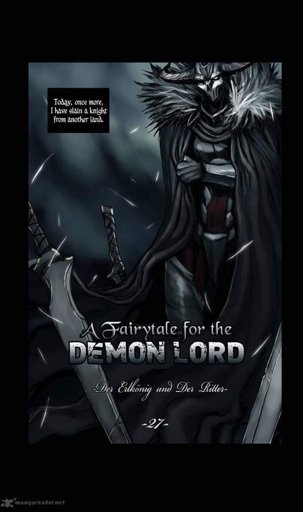 Today, once more,
I have slain a knight
from another land.
A Fairytale for the
DEMON LORD
-Der Erlkönig und Der Ritter-
-27-
mangareader.net